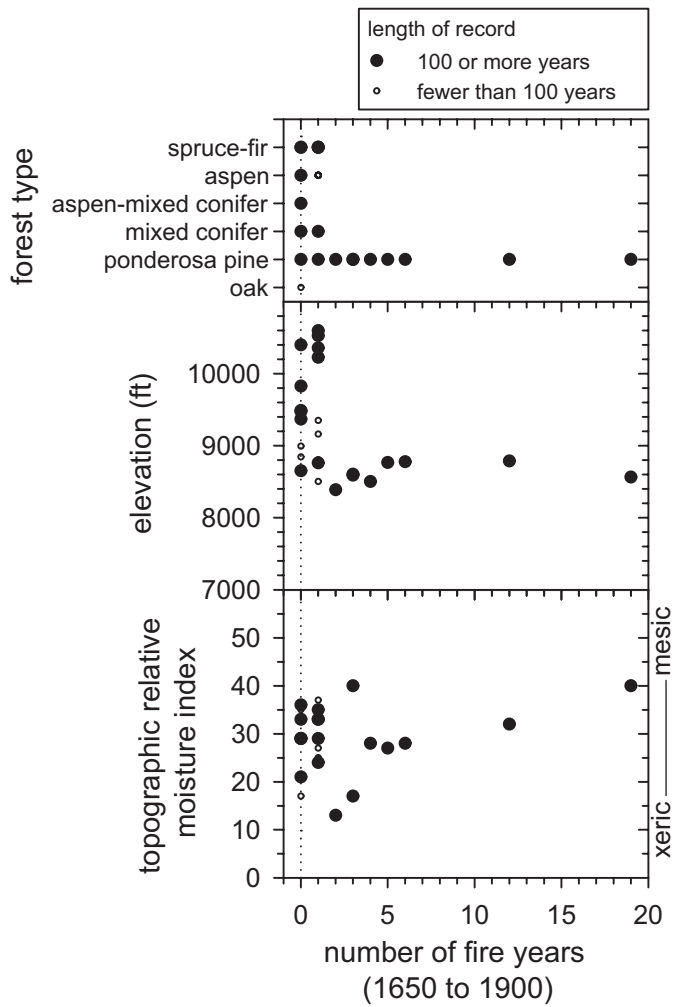 length of record
100 or more years
fewer than 100 years
forest type
spruce-fir
aspen
aspen-mixed conifer
mixed conifer
ponderosa pine
oak
elevation (ft)
10000
9000
8000
7000
topographic relative
moisture index
50
40
30
20
10
0
xeric
mesic
0 5 10 15 20
number of fire years
(1650 to 1900)